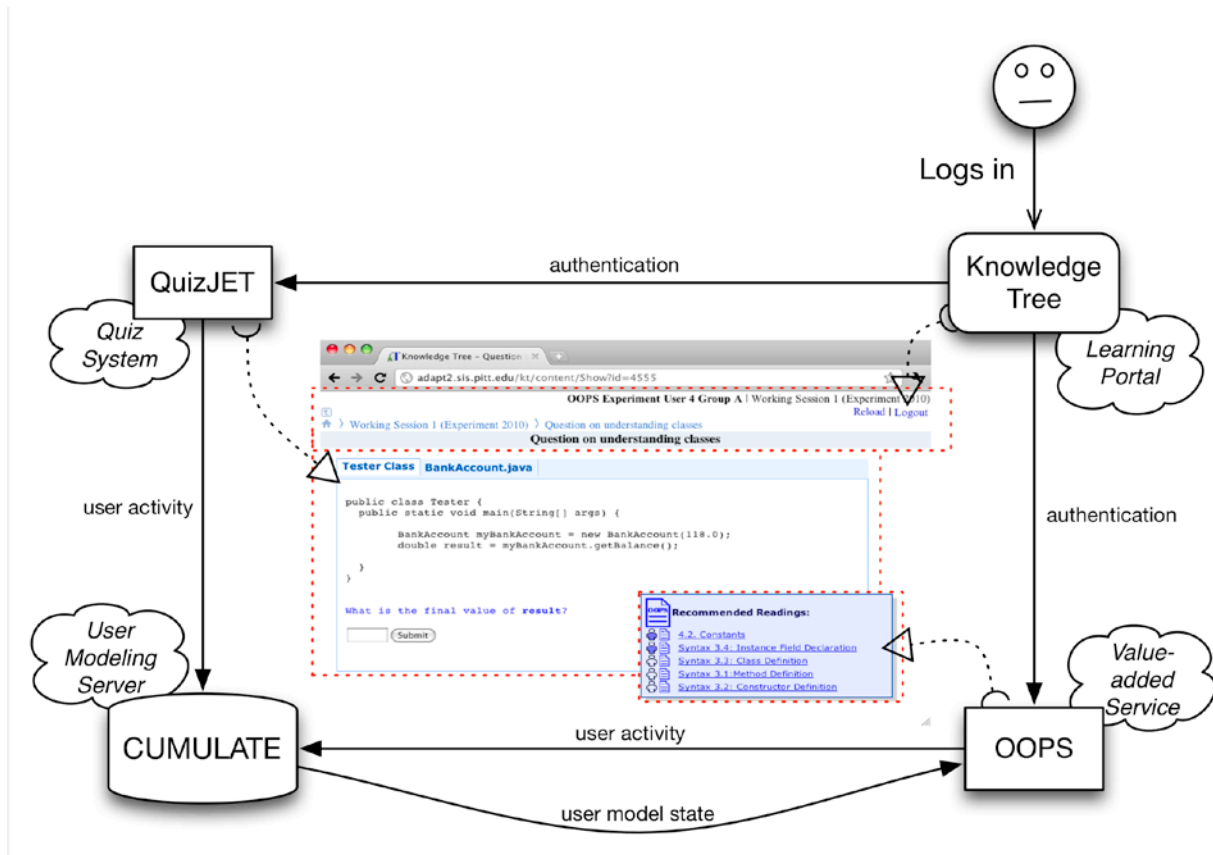 Logs in
Knowledge
Tree
Learning
Portal
authentication
QuizJET
Quiz
System
Knowledge Tree – Question
adapt2.sis.pitt.edu/kt/content/Show?id=4555
OOPS Experiment User 4 Group A | Working Session 1 (Experiment 2010)
Reload | Logout
Working Session 1 (Experiment 2010) 〉 Question on understanding classes
Question on understanding classes
Tester Class BankAccount.java
public class Tester {
public static void main(String[] args) {
BankAccount myBankAccount = new BankAccount(118.0);
double result = myBankAccount.getBalance();
}
}
What is the final value of result?
Submit
OOPS
Recommended Readings:
4.2. Constants
Syntax 3.4: Instance Field Declaration
Syntax 3.3: Class Definition
Syntax 3.1:Method Definition
Syntax 3.2: Constructor Definition
user activity
authentication
User
Modeling
Server
CUMULATE
Value-
added
Service
OOPS
user activity
user model state